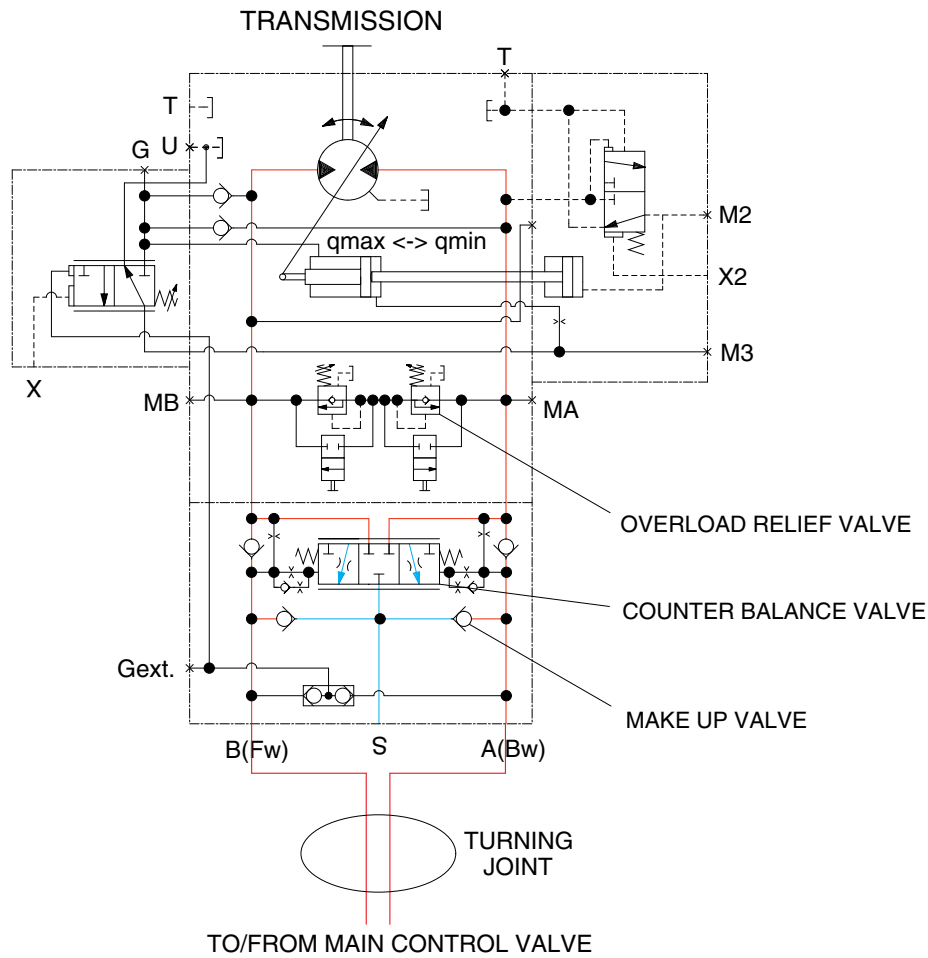 TRANSMISSION
T
T
G
U
M2
qmax <-> qmin
X2
M3
X
MB
MA
OVERLOAD RELIEF VALVE
COUNTER BALANCE VALVE
Gext.
MAKE UP VALVE
B(Fw)
S
A(Bw)
TURNING
JOINT
TO/FROM MAIN CONTROL VALVE